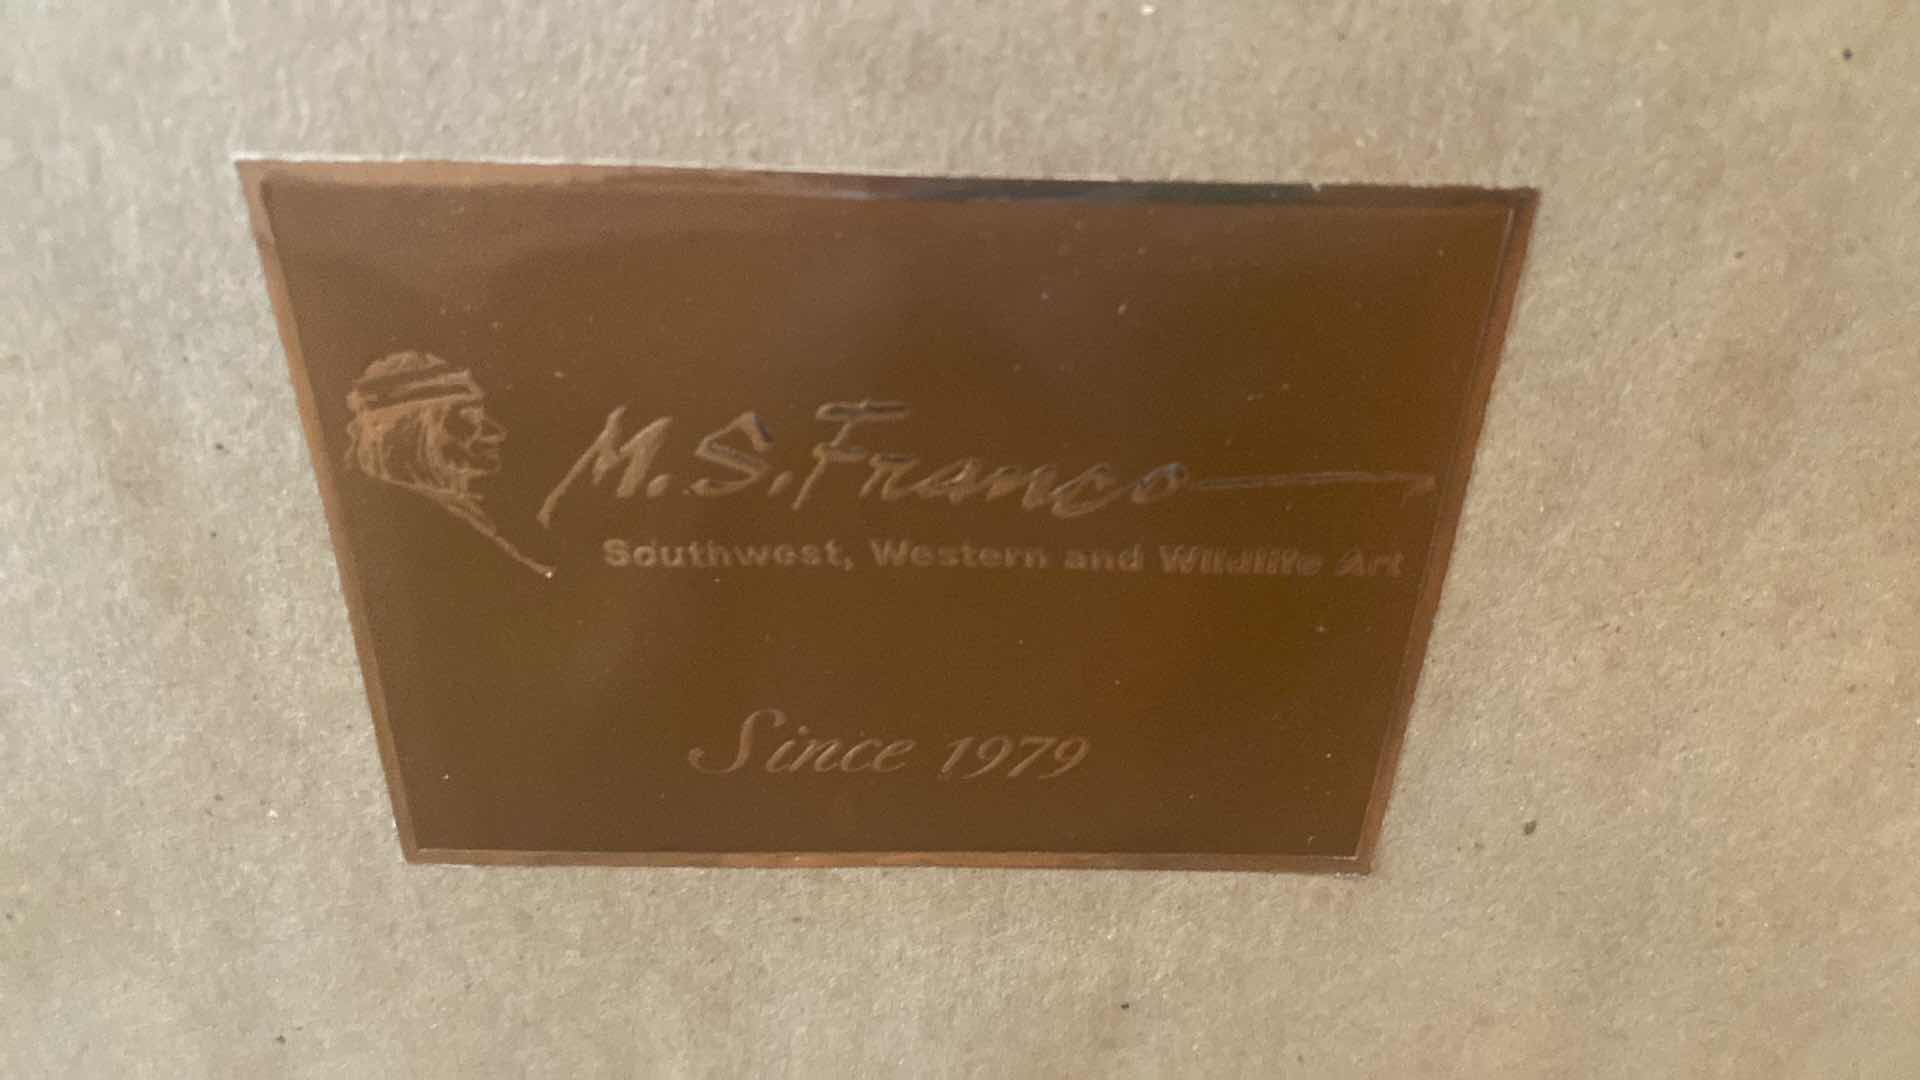 M. S. Franco
Southwest, Western and Wildlife Art
Since 1979